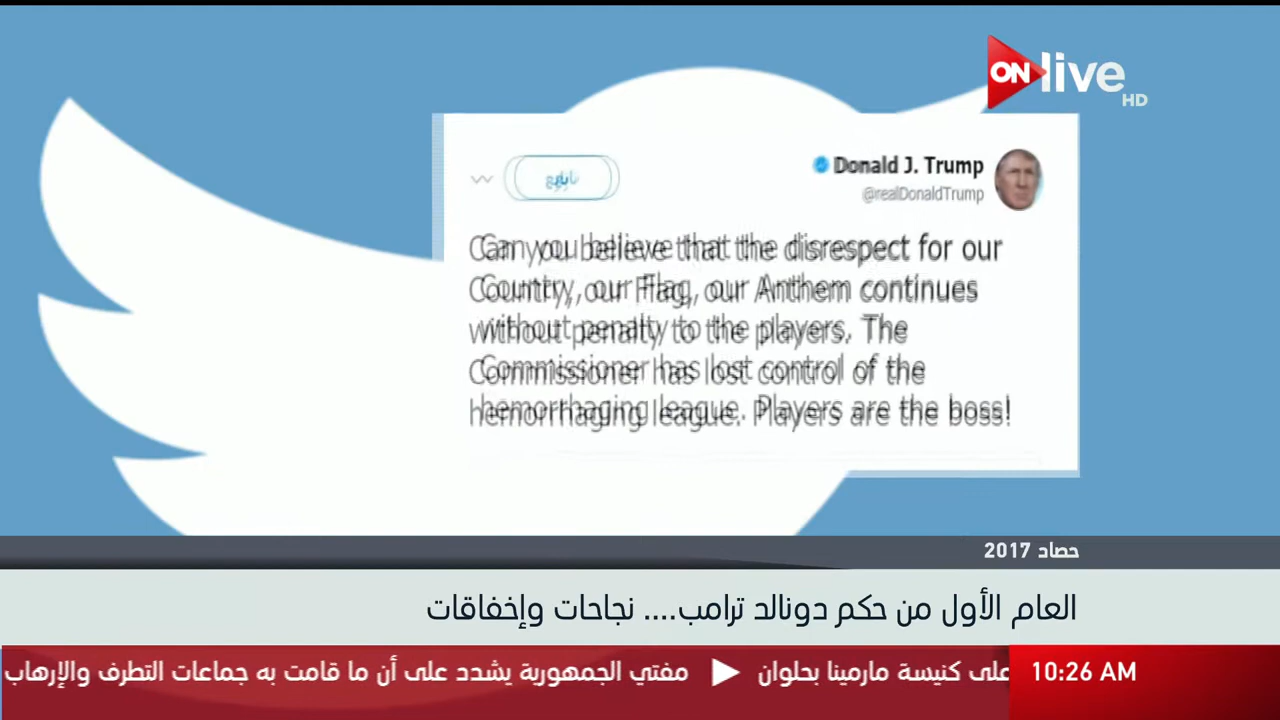 ON live
HD
Donald J. Trump
@realDonaldTrump
تابع
Can you believe that the disrespect for our
Country, our Flag, our Anthem continues
without penalty to the players. The
Commissioner has lost control of the
hemorrhaging league. Players are the boss!
حصاد 2017
العام الأول من حكم دونالد ترامب.... نجاحات وإخفاقات
على كنيسة مارمينا بحلوان ▶ مفتي الجمهورية يشدد على أن ما قامت به جماعات التطرف والإرهاب
10:26 AM